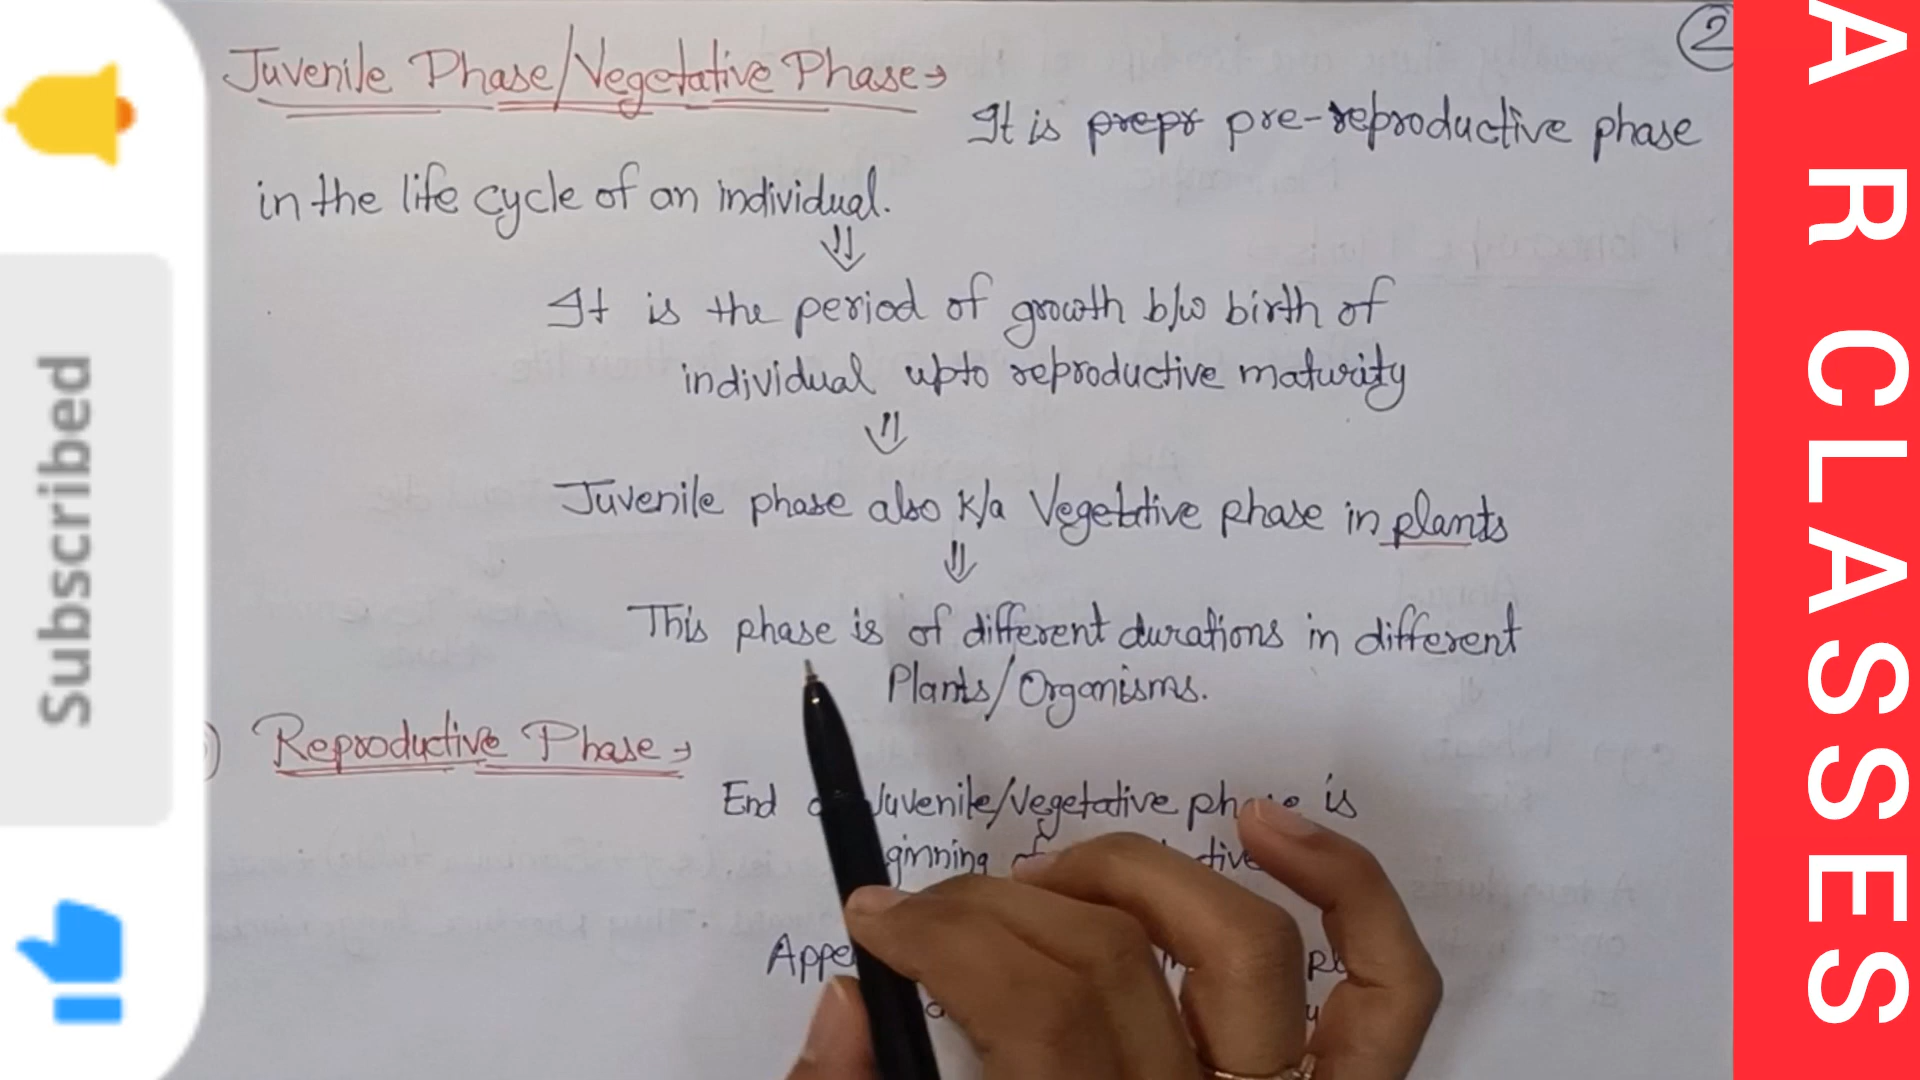 Juvenile Phase/Vegetative Phase→
2
It is prepr pre-reproductive phase
in the life cycle of an individual.
It is the period of growth b/w birth of
individual upto reproductive maturity
Juvenile phase also k/a Vegetative phase in plants
This phase is of different durations in different
Plants/Organisms.
Reproductive Phase→
End Juvenile/Vegetative phase is
Subscribed
A R CLASSES